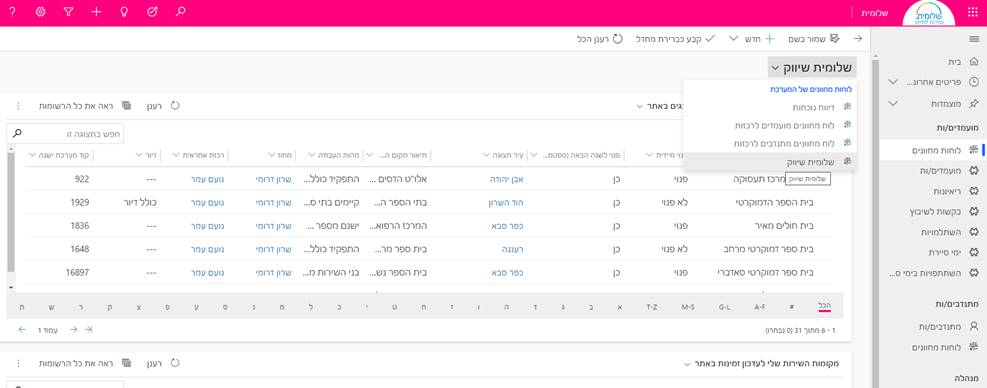 שלומית
שלומית
שירות לחיים
שמור בשם
חדש
קבע כברירת מחדל
רענן הכל
בית
פריטים אחרונ...
מוצמדות
מועמדים/ות
לוחות מחוונים
מועמדים/ות
ריאיונות
בקשות לשיבוץ
השתלמויות
ימי סיירת
השתתפויות בימי ס...
מתנדבים/ות
מתנדבים/ות
לוחות מחוונים
מנהלה
שלומית שיווק
לוחות מחוונים של המערכת
דיווח נוכחות
לוח מחוונים מועמדים לרכזות
לוח מחוונים מתנדבים לרכזות
שלומית שיווק
שלומית שיווק
באתר
רענן
ראה את כל הרשומות
חפש בתצוגה זו
מיידית
פנוי לשנה הבאה (ספטמ...
עיר תצוגה
תיאור מקום ה...
מהות העבודה
מחוז
רכזת אחראית
דיור
קוד מערכת ישנה
מרכז תעסוקה
פנוי
כן
אבן יהודה
אלו"ט הדסים ...
התפקיד כולל...
שרון דרומי
נועם עמר
---
922
בית הספר הדמוקרטי
לא פנוי
כן
הוד השרון
בתי הספר ה...
קיימים בתי ס...
שרון דרומי
נועם עמר
כולל דיור
1929
בית חולים מאיר
פנוי
כן
כפר סבא
המרכז הרפוא...
ישנם מספר ...
שרון דרומי
נועם עמר
---
1836
בית ספר דמוקרטי מרחב
לא פנוי
כן
רעננה
בית ספר מר...
התפקיד כולל...
שרון דרומי
נועם עמר
---
1648
בית ספר דמוקרטי סאדברי
פנוי
כן
כפר סבא
בית הספר נש...
בני השירות מ...
שרון דרומי
נועם עמר
---
16897
הכל # A-F G-L M-S T-Z א ב ג ד ה ו ז ח ט י כ ל מ נ ס ע פ צ ק ר ש ת
1 - 6 מתוך 31 (0 נבחרו)
עמוד 1
מקומות השירות שלי לעדכון זמינות באתר
רענן
ראה את כל הרשומות